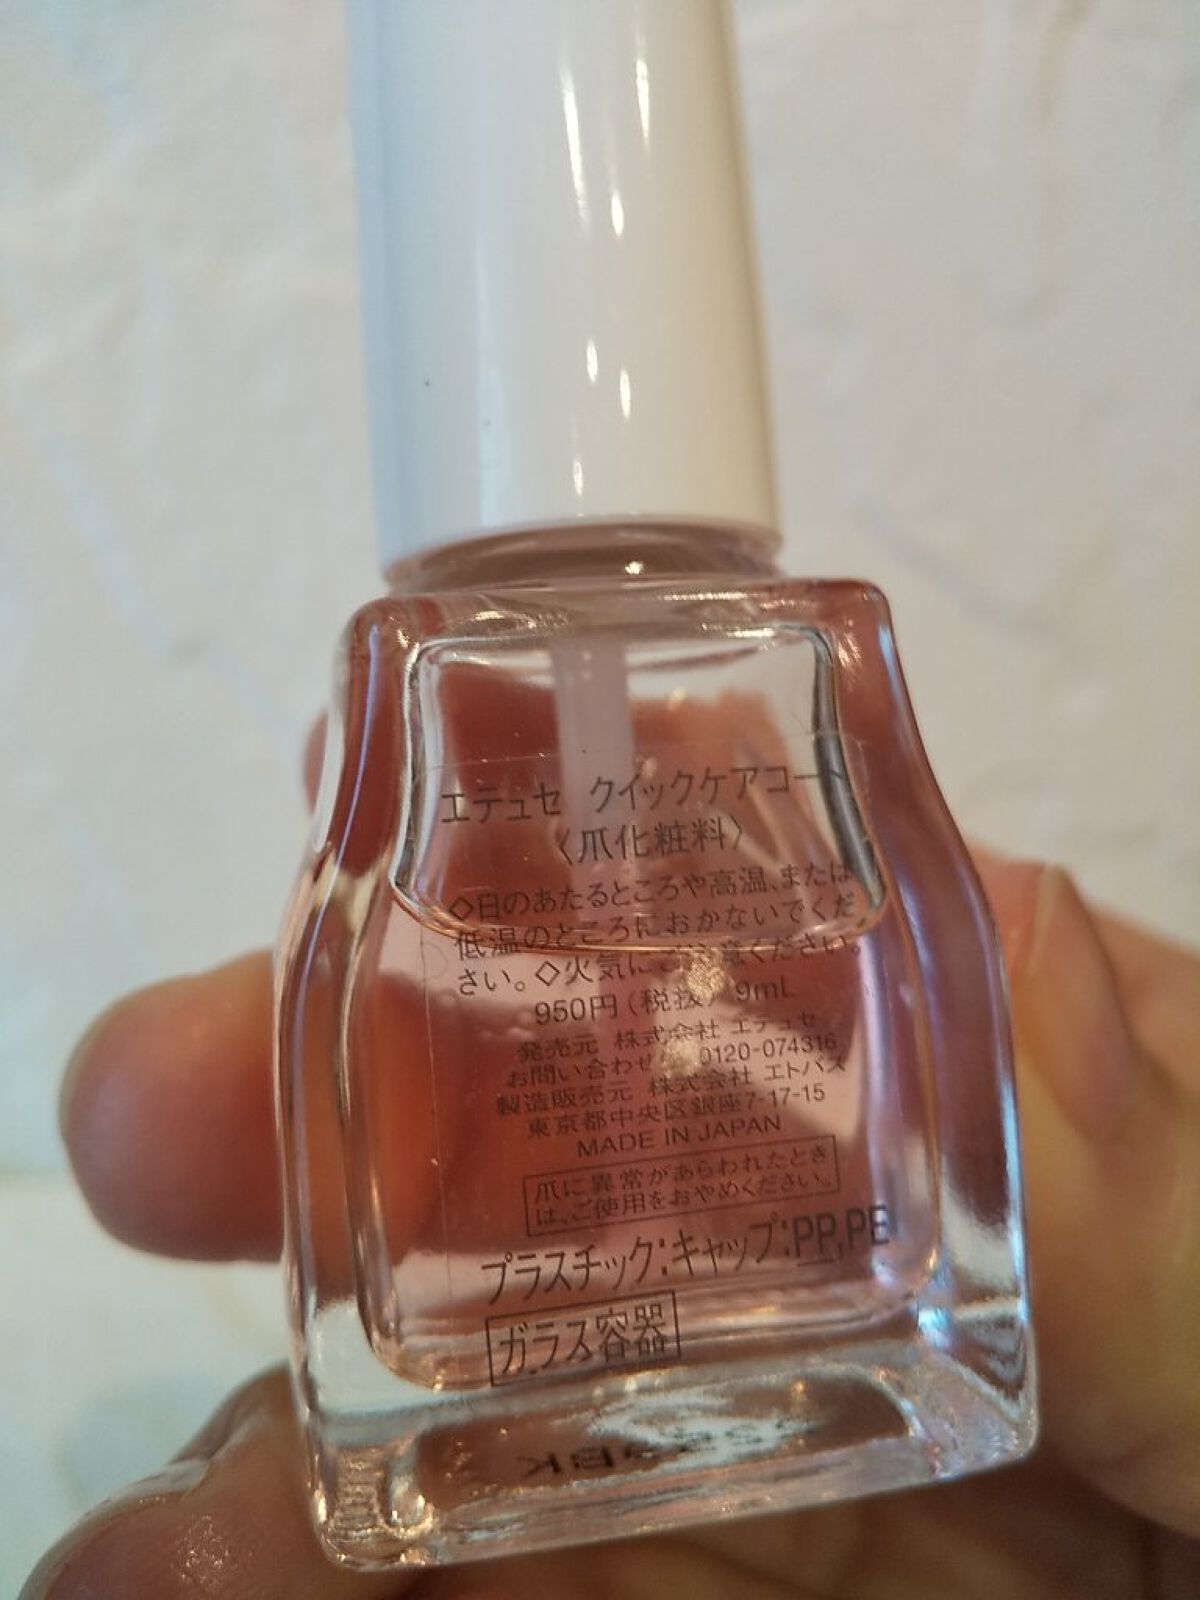 エテュセ クイックケアコート
〈爪化粧料〉
◇日のあたるところや高温、または
低温のところにおかないでくだ
さい。◇火気にご注意ください。
950円（税抜） 9mL
発売元 株式会社 エテュセ
お問い合わせ 0120-074316
製造販売元 株式会社 エトバス
東京都中央区銀座7-17-15
MADE IN JAPAN
爪に異常があらわれたとき
は、ご使用をおやめください。
プラスチック:キャップ:PP,PE
ガラス容器